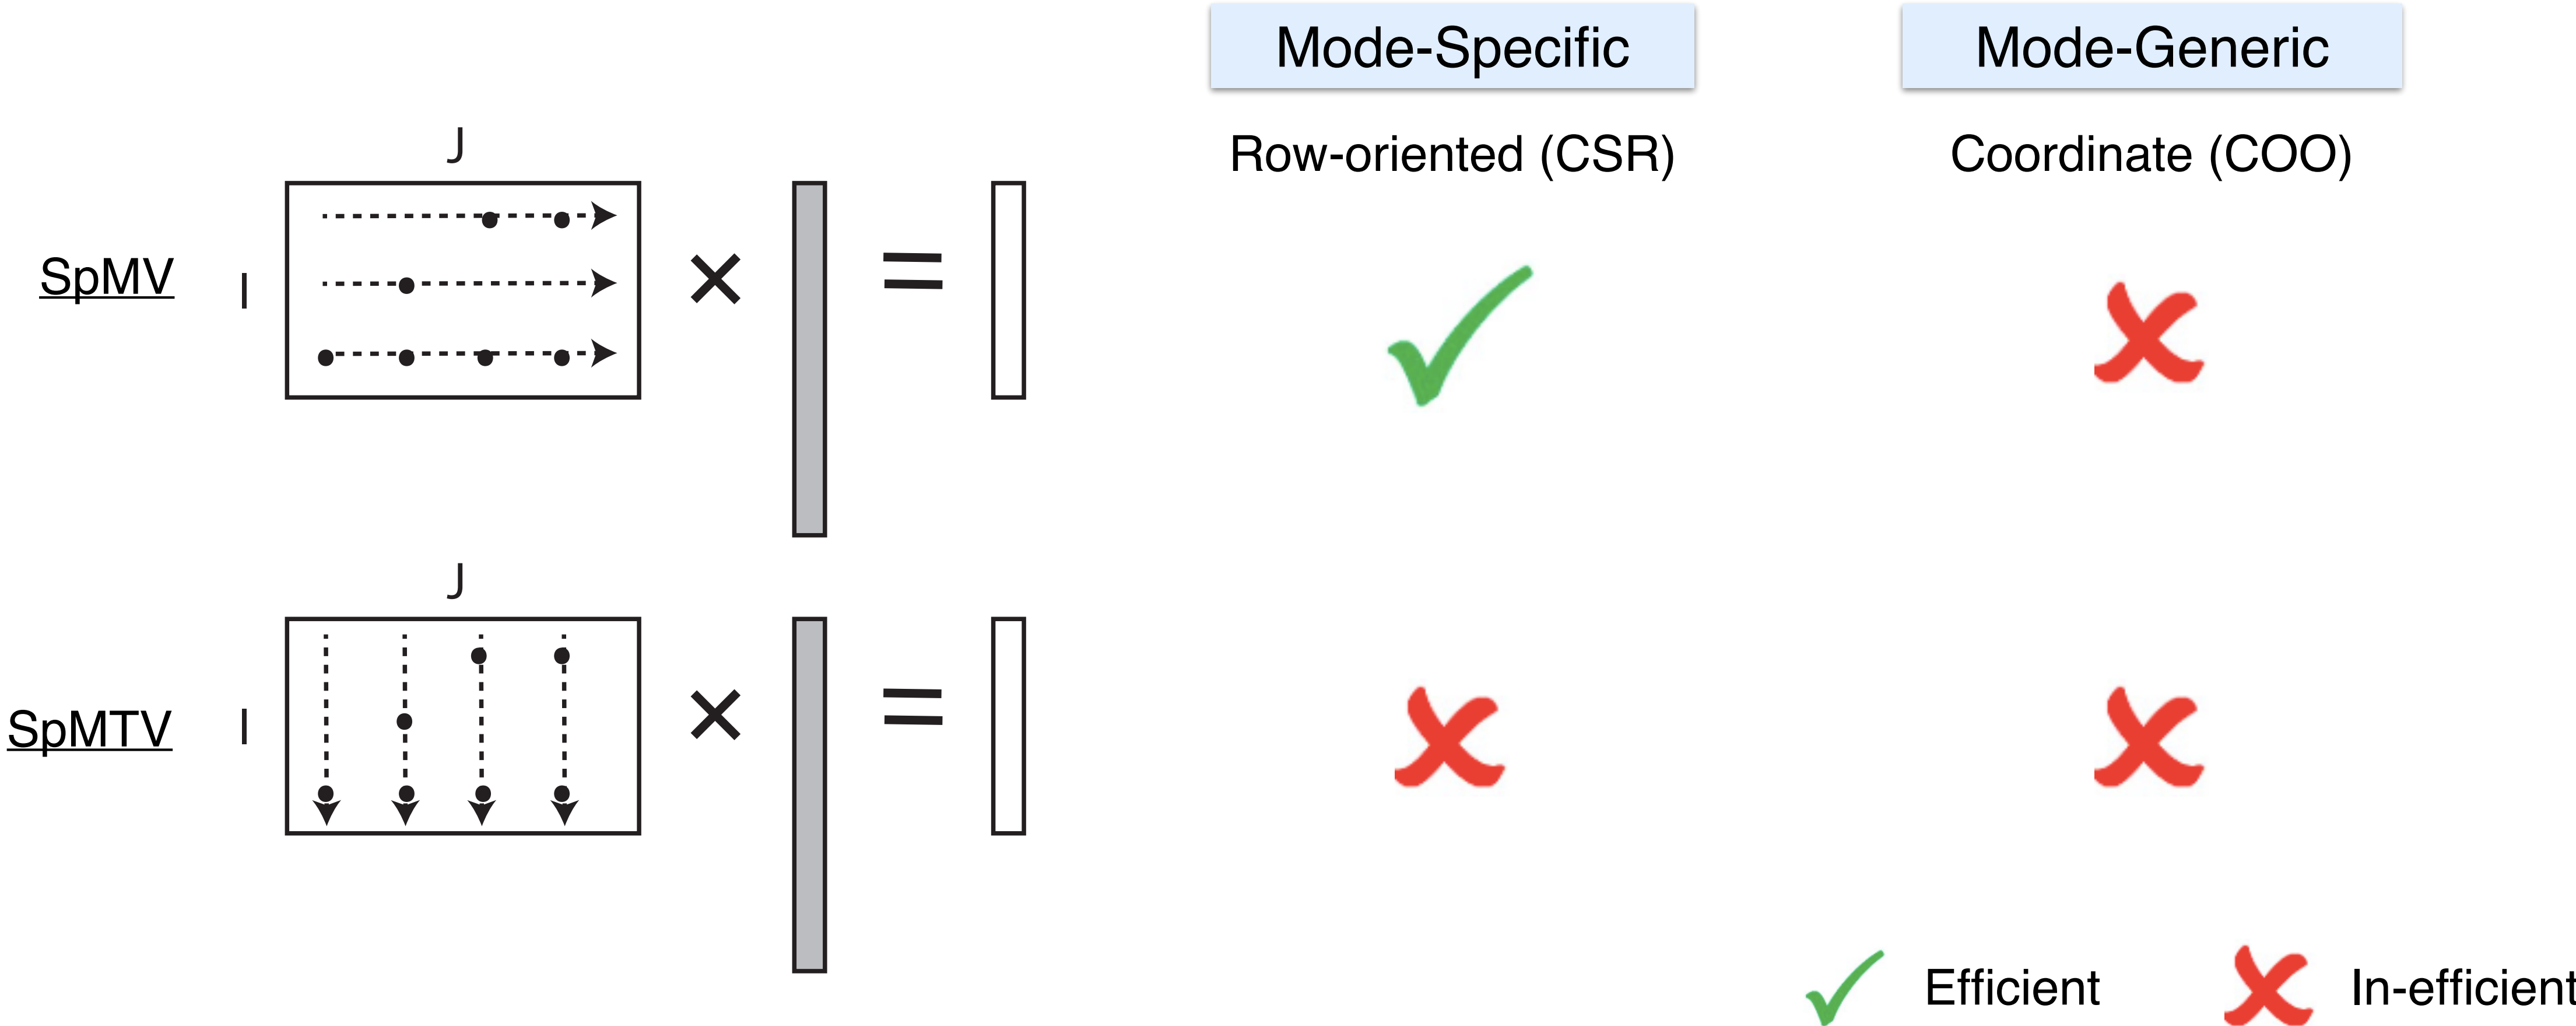 Mode-Specific
Mode-Generic
Row-oriented (CSR)
Coordinate (COO)
J
SpMV
I
×
=
J
SpMTV
I
×
=
Efficient
In-efficient